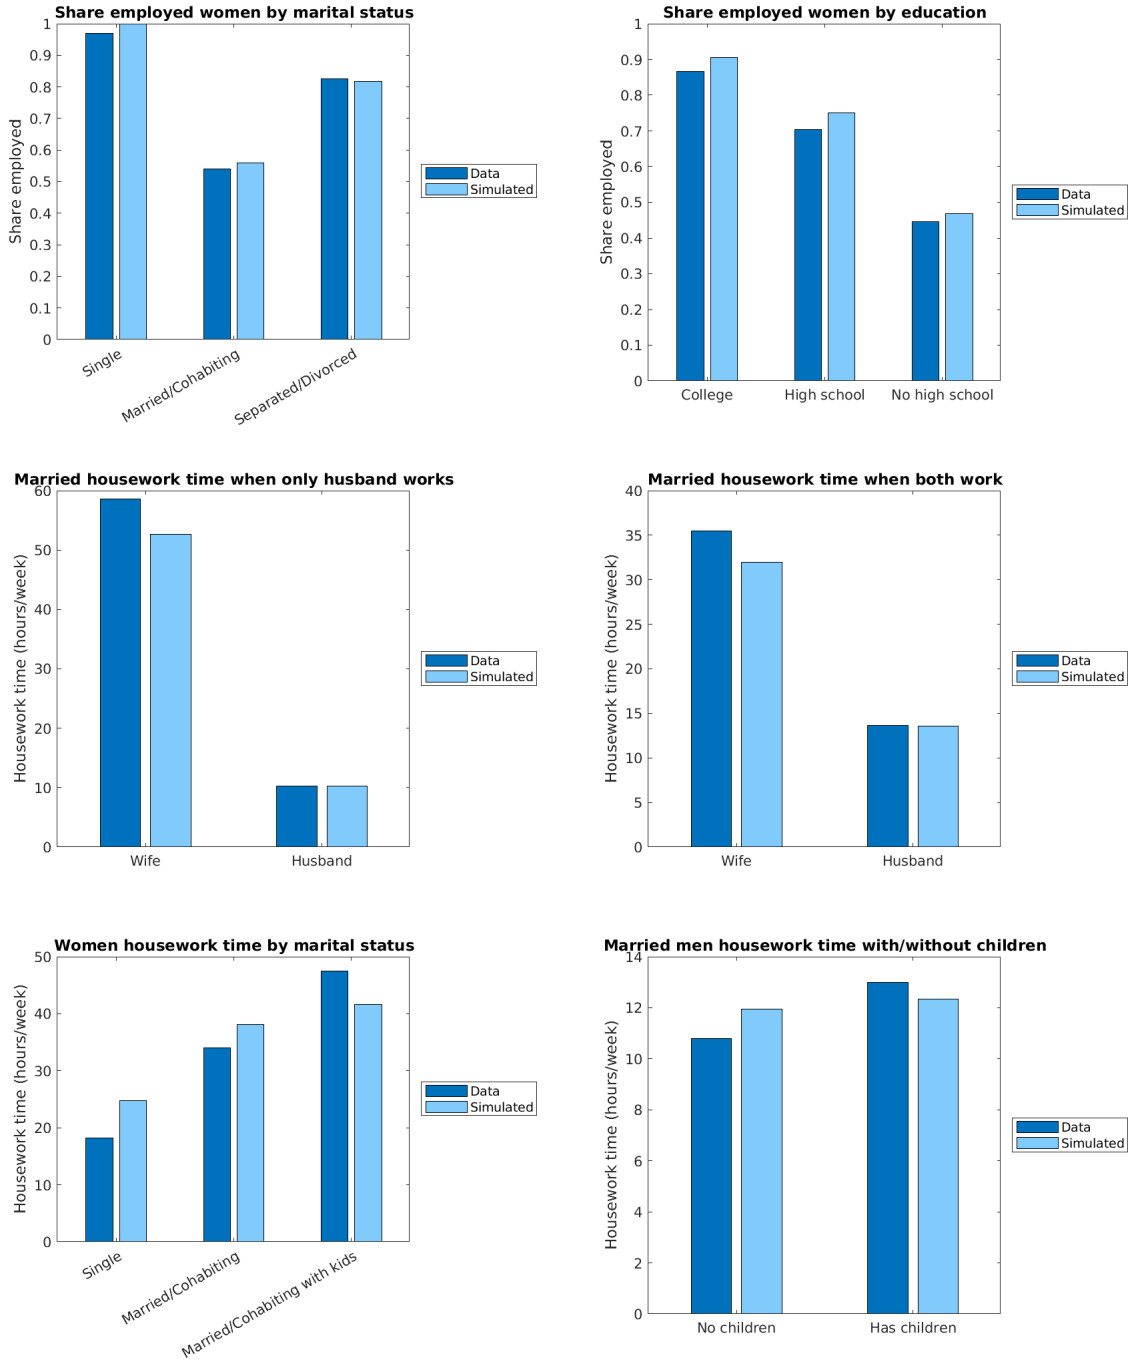 Share employed women by marital status
Share employed
1
0.9
0.8
0.7
0.6
0.5
0.4
0.3
0.2
0.1
0
Single
Married/Cohabiting
Separated/Divorced
Data
Simulated
Share employed women by education
Share employed
1
0.9
0.8
0.7
0.6
0.5
0.4
0.3
0.2
0.1
0
College
High school
No high school
Data
Simulated
Married housework time when only husband works
Housework time (hours/week)
60
50
40
30
20
10
0
Wife
Husband
Data
Simulated
Married housework time when both work
Housework time (hours/week)
40
35
30
25
20
15
10
5
0
Wife
Husband
Data
Simulated
Women housework time by marital status
Housework time (hours/week)
50
40
30
20
10
0
Single
Married/Cohabiting
Married/Cohabiting with kids
Data
Simulated
Married men housework time with/without children
Housework time (hours/week)
14
12
10
8
6
4
2
0
No children
Has children
Data
Simulated